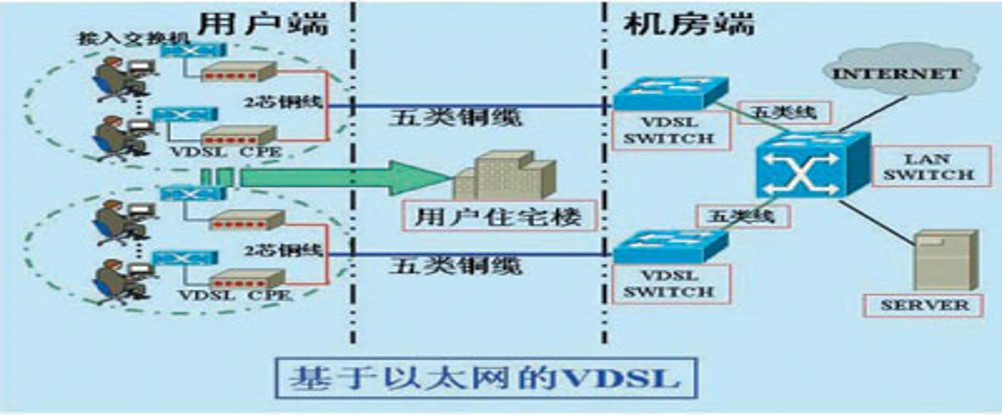 用户端
机房端
接入交换机
INTERNET
2芯铜线
五类铜缆
五类线
VDSL
SWITCH
VDSL CPE
LAN
SWITCH
用户住宅楼
五类线
2芯铜线
五类铜缆
VDSL
SWITCH
VDSL CPE
SERVER
基于以太网的VDSL